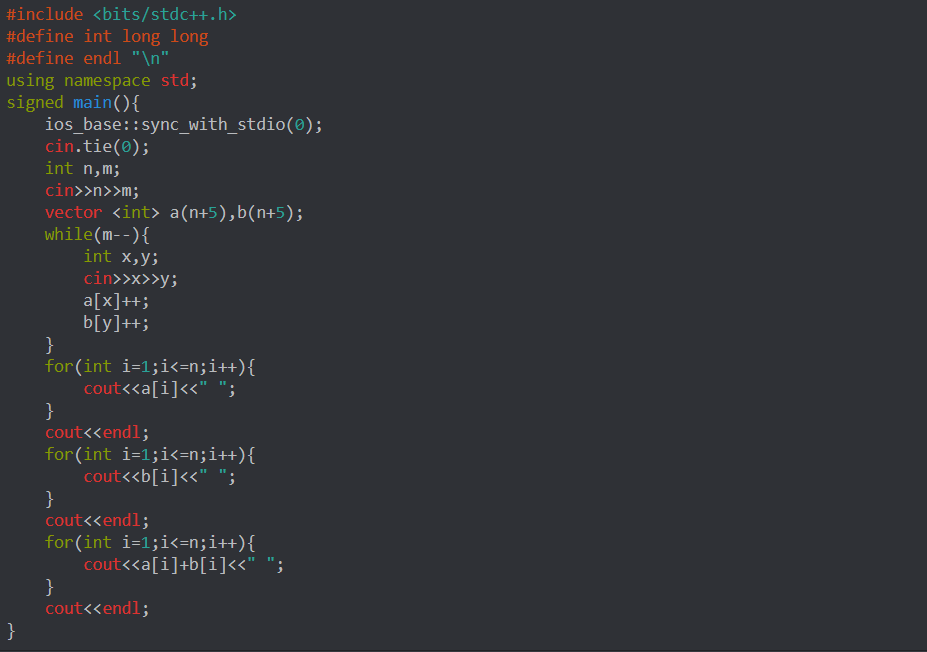 #include <bits/stdc++.h>
#define int long long
#define endl "\n"
using namespace std;
signed main(){
    ios_base::sync_with_stdio(0);
    cin.tie(0);
    int n,m;
    cin>>n>>m;
    vector <int> a(n+5),b(n+5);
    while(m--){
        int x,y;
        cin>>x>>y;
        a[x]++;
        b[y]++;
    }
    for(int i=1;i<=n;i++){
        cout<<a[i]<<" ";
    }
    cout<<endl;
    for(int i=1;i<=n;i++){
        cout<<b[i]<<" ";
    }
    cout<<endl;
    for(int i=1;i<=n;i++){
        cout<<a[i]+b[i]<<" ";
    }
    cout<<endl;
}